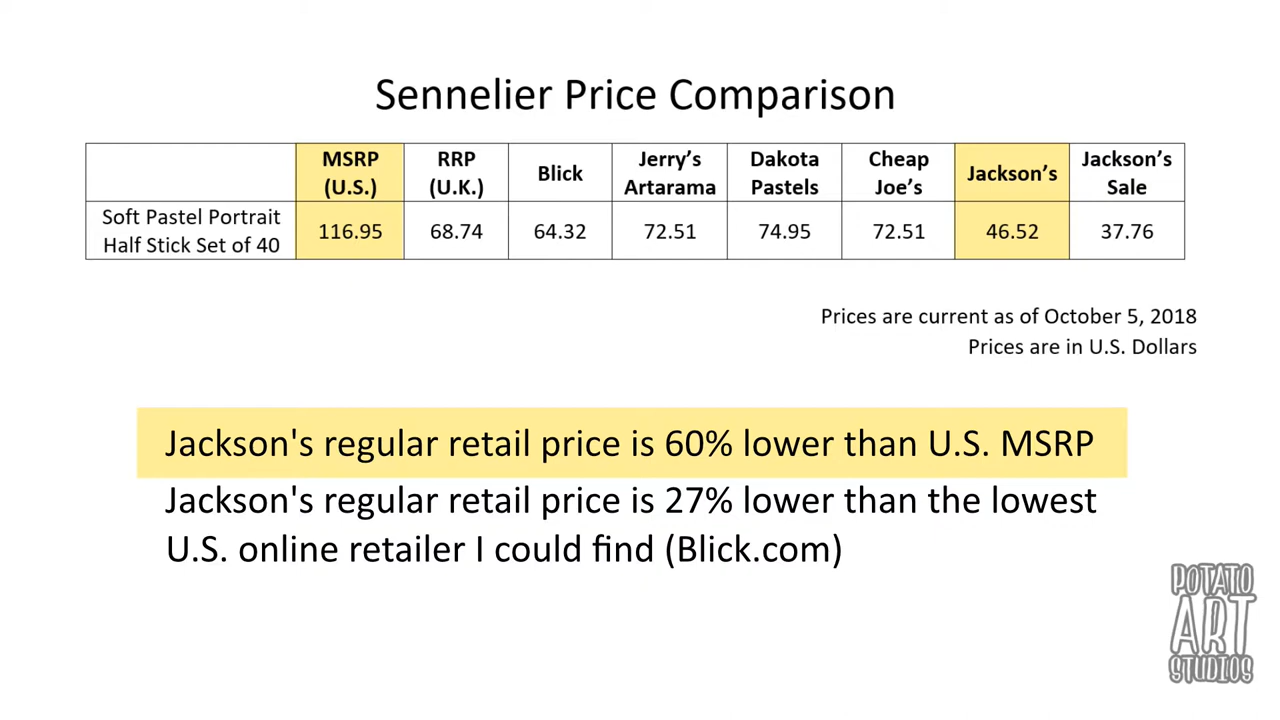 Sennelier Price Comparison
MSRP (U.S.) RRP (U.K.) Blick Jerry’s Artarama Dakota Pastels Cheap Joe’s Jackson’s Jackson’s Sale
Soft Pastel Portrait Half Stick Set of 40 116.95 68.74 64.32 72.51 74.95 72.51 46.52 37.76
Prices are current as of October 5, 2018
Prices are in U.S. Dollars
Jackson's regular retail price is 60% lower than U.S. MSRP
Jackson's regular retail price is 27% lower than the lowest
U.S. online retailer I could find (Blick.com)
POTATO
ART
STUDIOS